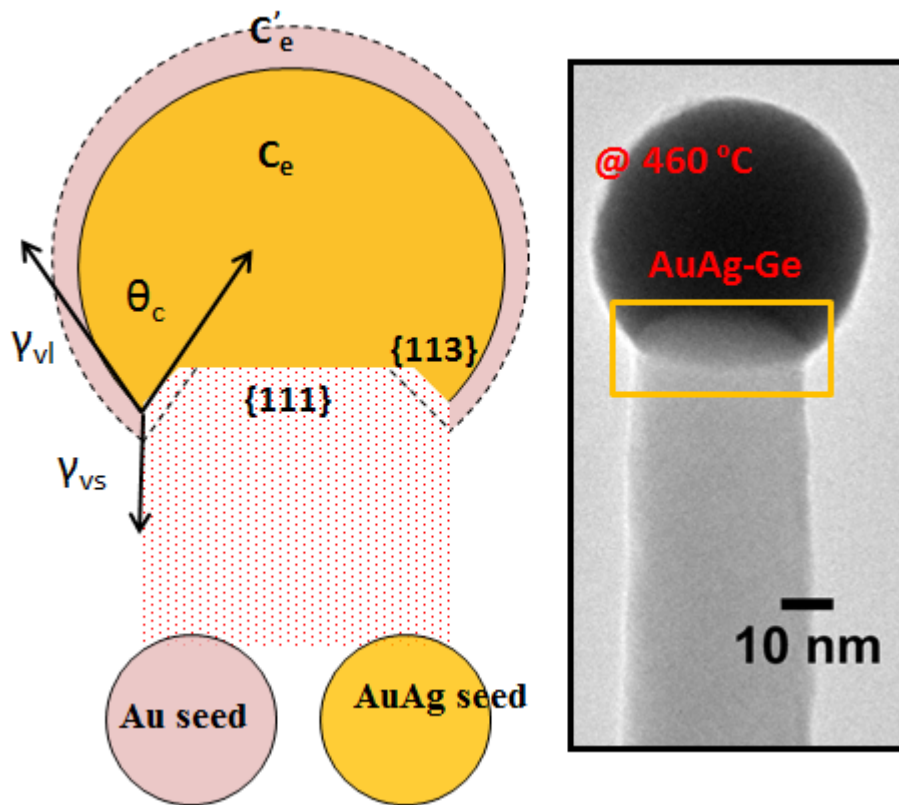 C'e
Ce
θc
γvl
γvs
{113}
{111}
Au seed
AuAg seed
@ 460 °C
AuAg-Ge
10 nm